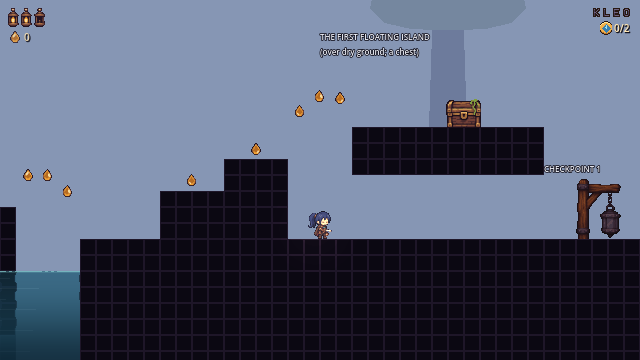 KLEO
0
0/2
THE FIRST FLOATING ISLAND
(over dry ground; a chest)
CHECKPOINT 1